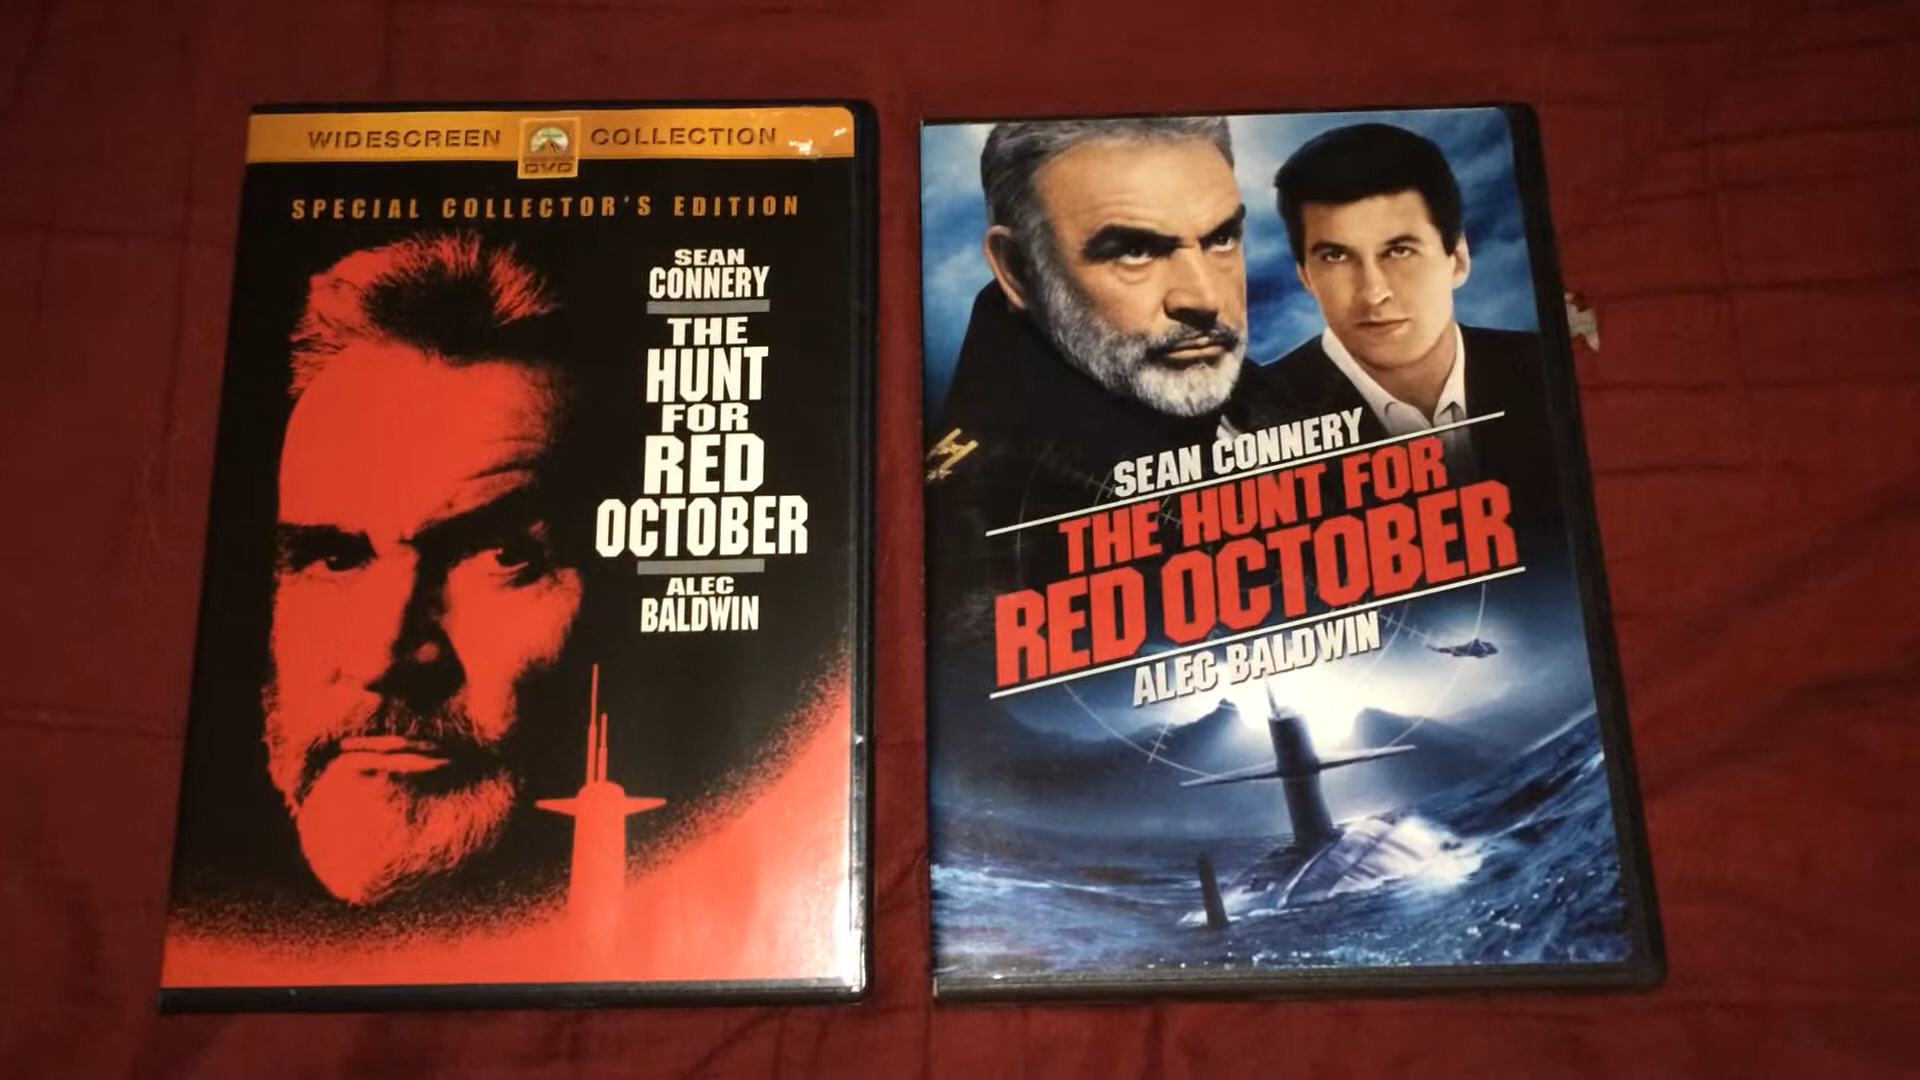 WIDESCREEN COLLECTION
DVD
SPECIAL COLLECTOR'S EDITION
SEAN
CONNERY
THE
HUNT
FOR
RED
OCTOBER
ALEC
BALDWIN
SEAN CONNERY
THE HUNT FOR
RED OCTOBER
ALEC BALDWIN